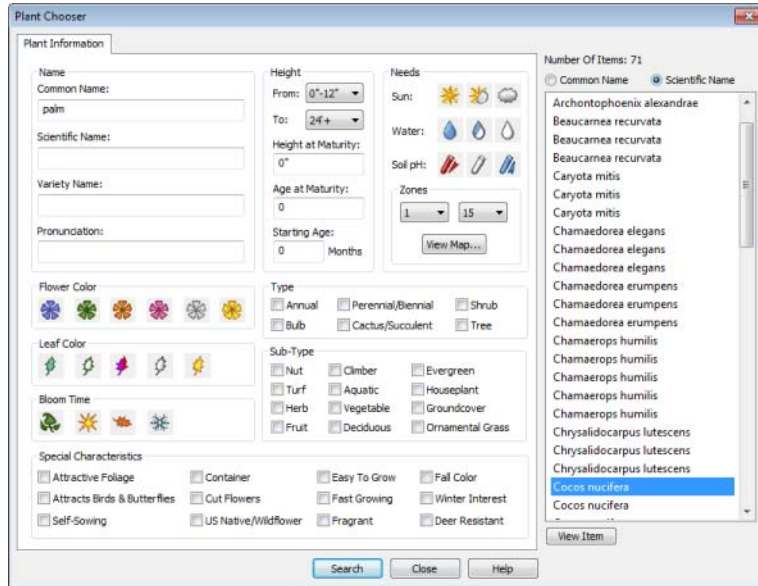 Plant Chooser
Plant Information
Name
Common Name:
palm
Scientific Name:
Variety Name:
Pronunciation:
Height
From: 0"-12"
To: 24'+
Height at Maturity:
0"
Age at Maturity:
0
Starting Age:
0 Months
Needs
Sun:
Water:
Soil pH:
Zones
1 15
View Map...
Flower Color
Leaf Color
Bloom Time
Type
Annual Perennial/Biennial Shrub
Bulb Cactus/Succulent Tree
Sub-Type
Nut Climber Evergreen
Turf Aquatic Houseplant
Herb Vegetable Groundcover
Fruit Deciduous Ornamental Grass
Special Characteristics
Attractive Foliage Container Easy To Grow Fall Color
Attracts Birds & Butterflies Cut Flowers Fast Growing Winter Interest
Self-Sowing US Native/Wildflower Fragrant Deer Resistant
Number Of Items: 71
Common Name Scientific Name
Archontophoenix alexandrae
Beaucarnea recurvata
Beaucarnea recurvata
Beaucarnea recurvata
Caryota mitis
Caryota mitis
Caryota mitis
Chamaedorea elegans
Chamaedorea elegans
Chamaedorea elegans
Chamaedorea erumpens
Chamaedorea erumpens
Chamaedorea erumpens
Chamaerops humilis
Chamaerops humilis
Chamaerops humilis
Chamaerops humilis
Chamaerops humilis
Chrysalidocarpus lutescens
Chrysalidocarpus lutescens
Chrysalidocarpus lutescens
Cocos nucifera
Cocos nucifera
View Item
Search Close Help